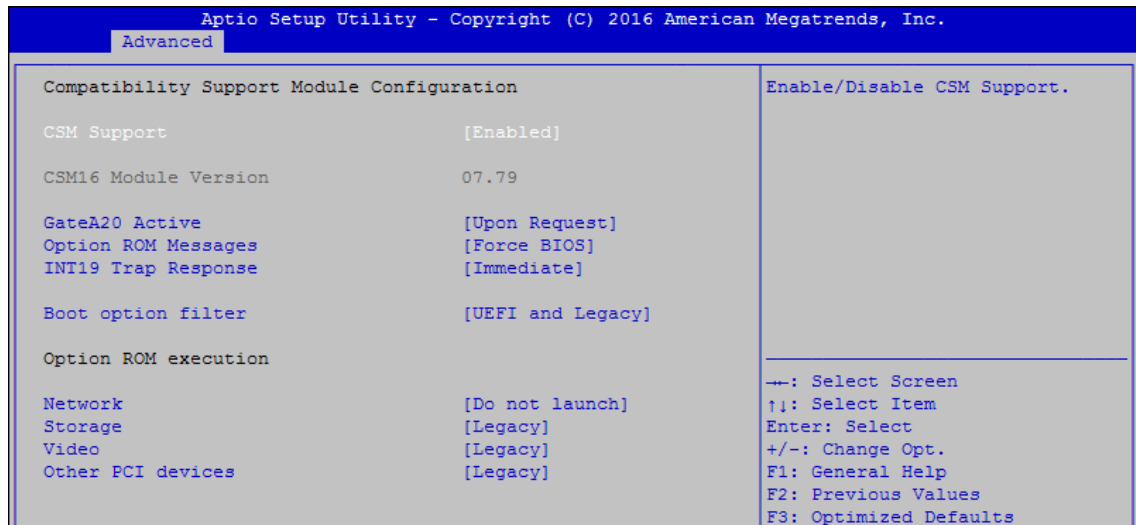 Aptio Setup Utility – Copyright (C) 2016 American Megatrends, Inc.
Advanced
Compatibility Support Module Configuration
CSM Support [Enabled]
CSM16 Module Version 07.79
GateA20 Active [Upon Request]
Option ROM Messages [Force BIOS]
INT19 Trap Response [Immediate]
Boot option filter [UEFI and Legacy]
Option ROM execution
Network [Do not launch]
Storage [Legacy]
Video [Legacy]
Other PCI devices [Legacy]
Enable/Disable CSM Support.
→←: Select Screen
↑↓: Select Item
Enter: Select
+/-: Change Opt.
F1: General Help
F2: Previous Values
F3: Optimized Defaults